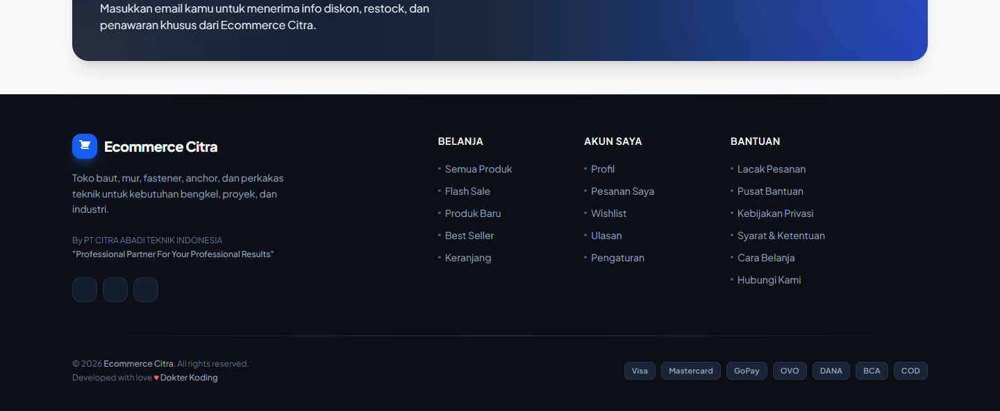 Masukkan email kamu untuk menerima info diskon, restock, dan
penawaran khusus dari Ecommerce Citra.
Ecommerce Citra
Toko baut, mur, fastener, anchor, dan perkakas
teknik untuk kebutuhan bengkel, proyek, dan
industri.
By PT CITRA ABADI TEKNIK INDONESIA
"Professional Partner For Your Professional Results"
BELANJA
Semua Produk
Flash Sale
Produk Baru
Best Seller
Keranjang
AKUN SAYA
Profil
Pesanan Saya
Wishlist
Ulasan
Pengaturan
BANTUAN
Lacak Pesanan
Pusat Bantuan
Kebijakan Privasi
Syarat & Ketentuan
Cara Belanja
Hubungi Kami
© 2026 Ecommerce Citra. All rights reserved.
Developed with love ♥ Dokter Koding
Visa Mastercard GoPay OVO DANA BCA COD